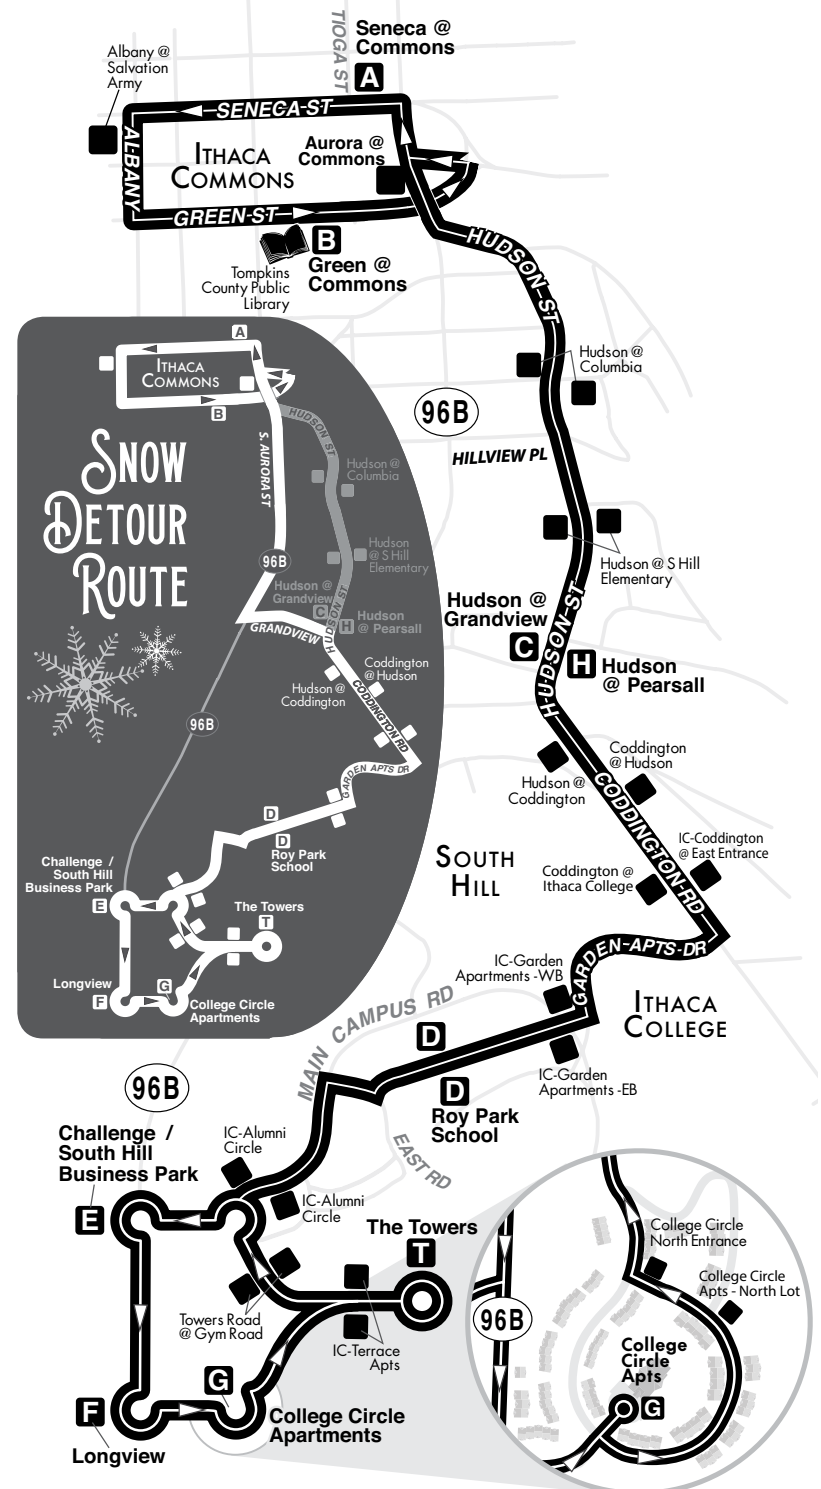 TIOGA ST
Seneca @
Commons
A
Albany @
Salvation
Army
SENECA ST
ALBANY
ITHACA
COMMONS
Aurora @
Commons
GREEN ST
B
Green @
Commons
Tompkins
County Public
Library
HUDSON ST
Hudson @
Columbia
96B
HILLVIEW PL
Hudson @ S Hill
Elementary
Hudson @
Grandview
C
HUDSON ST
H
Hudson
@ Pearsall
Coddington
@ Hudson
Hudson @
Coddington
CODDINGTON RD
IC-Coddington
@ East Entrance
Coddington @
Ithaca College
SOUTH
HILL
GARDEN APTS DR
IC-Garden
Apartments -WB
ITHACA
COLLEGE
IC-Garden
Apartments -EB
MAIN CAMPUS RD
D
D
Roy Park
School
EAST RD
96B
Challenge /
South Hill
Business Park
E
IC-Alumni
Circle
IC-Alumni
Circle
The Towers
T
Towers Road
@ Gym Road
IC-Terrace
Apts
G
College Circle
Apartments
F
Longview
SNOW
DETOUR
ROUTE
A
ITHACA
COMMONS
B
HUDSON ST
S. AURORA ST
Hudson @
Columbia
96B
Hudson
@ S Hill
Elementary
Hudson @
Grandview
C
HUDSON ST
H
Hudson
@ Pearsall
GRANDVIEW
Coddington
@ Hudson
Hudson @
Coddington
CODDINGTON RD
96B
GARDEN APTS DR
D
D
Roy Park
School
Challenge /
South Hill
Business Park
E
The Towers
T
Longview
F
G
College Circle
Apartments
College Circle
North Entrance
College Circle
Apts - North Lot
96B
College
Circle
Apts
G